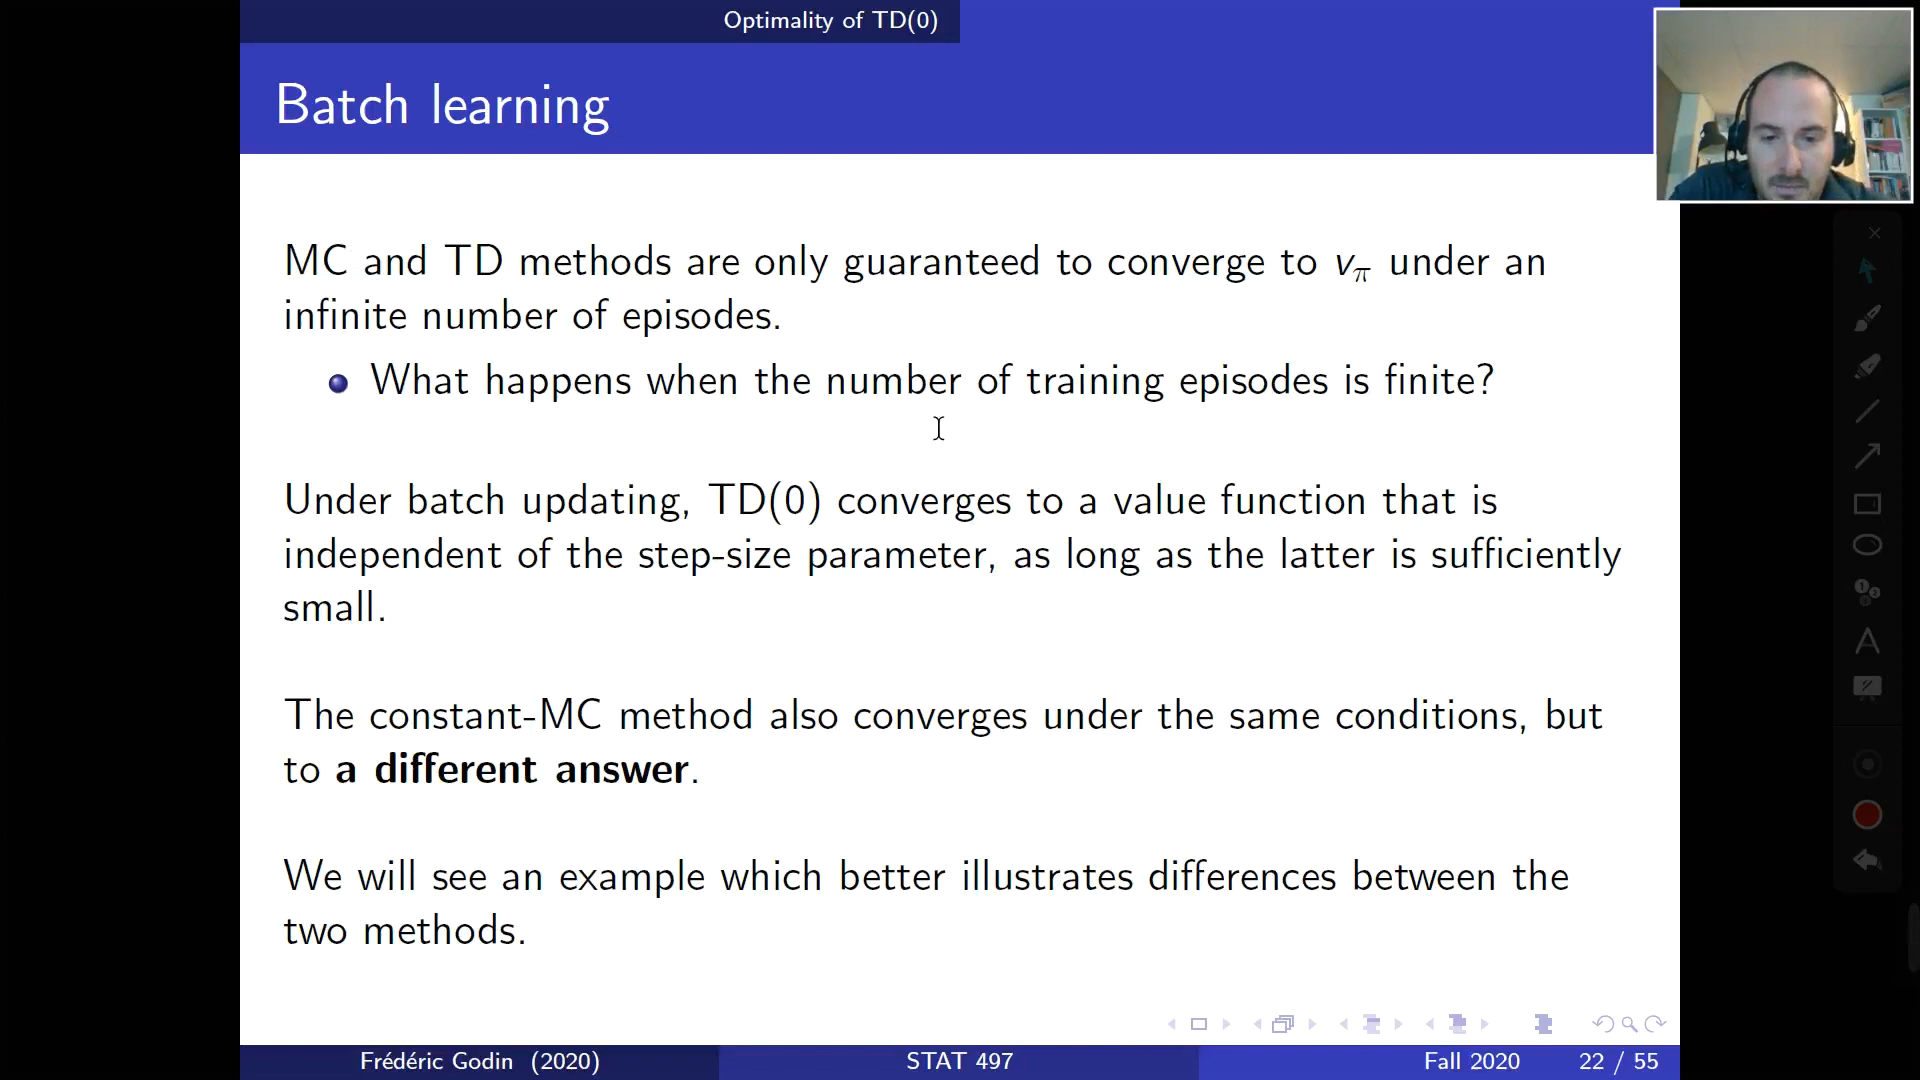 Optimality of TD(0)
Batch learning
MC and TD methods are only guaranteed to converge to vπ under an
infinite number of episodes.
What happens when the number of training episodes is finite?
Under batch updating, TD(0) converges to a value function that is
independent of the step-size parameter, as long as the latter is sufficiently
small.
The constant-MC method also converges under the same conditions, but
to a different answer.
We will see an example which better illustrates differences between the
two methods.
Frédéric Godin (2020) STAT 497 Fall 2020 22 / 55